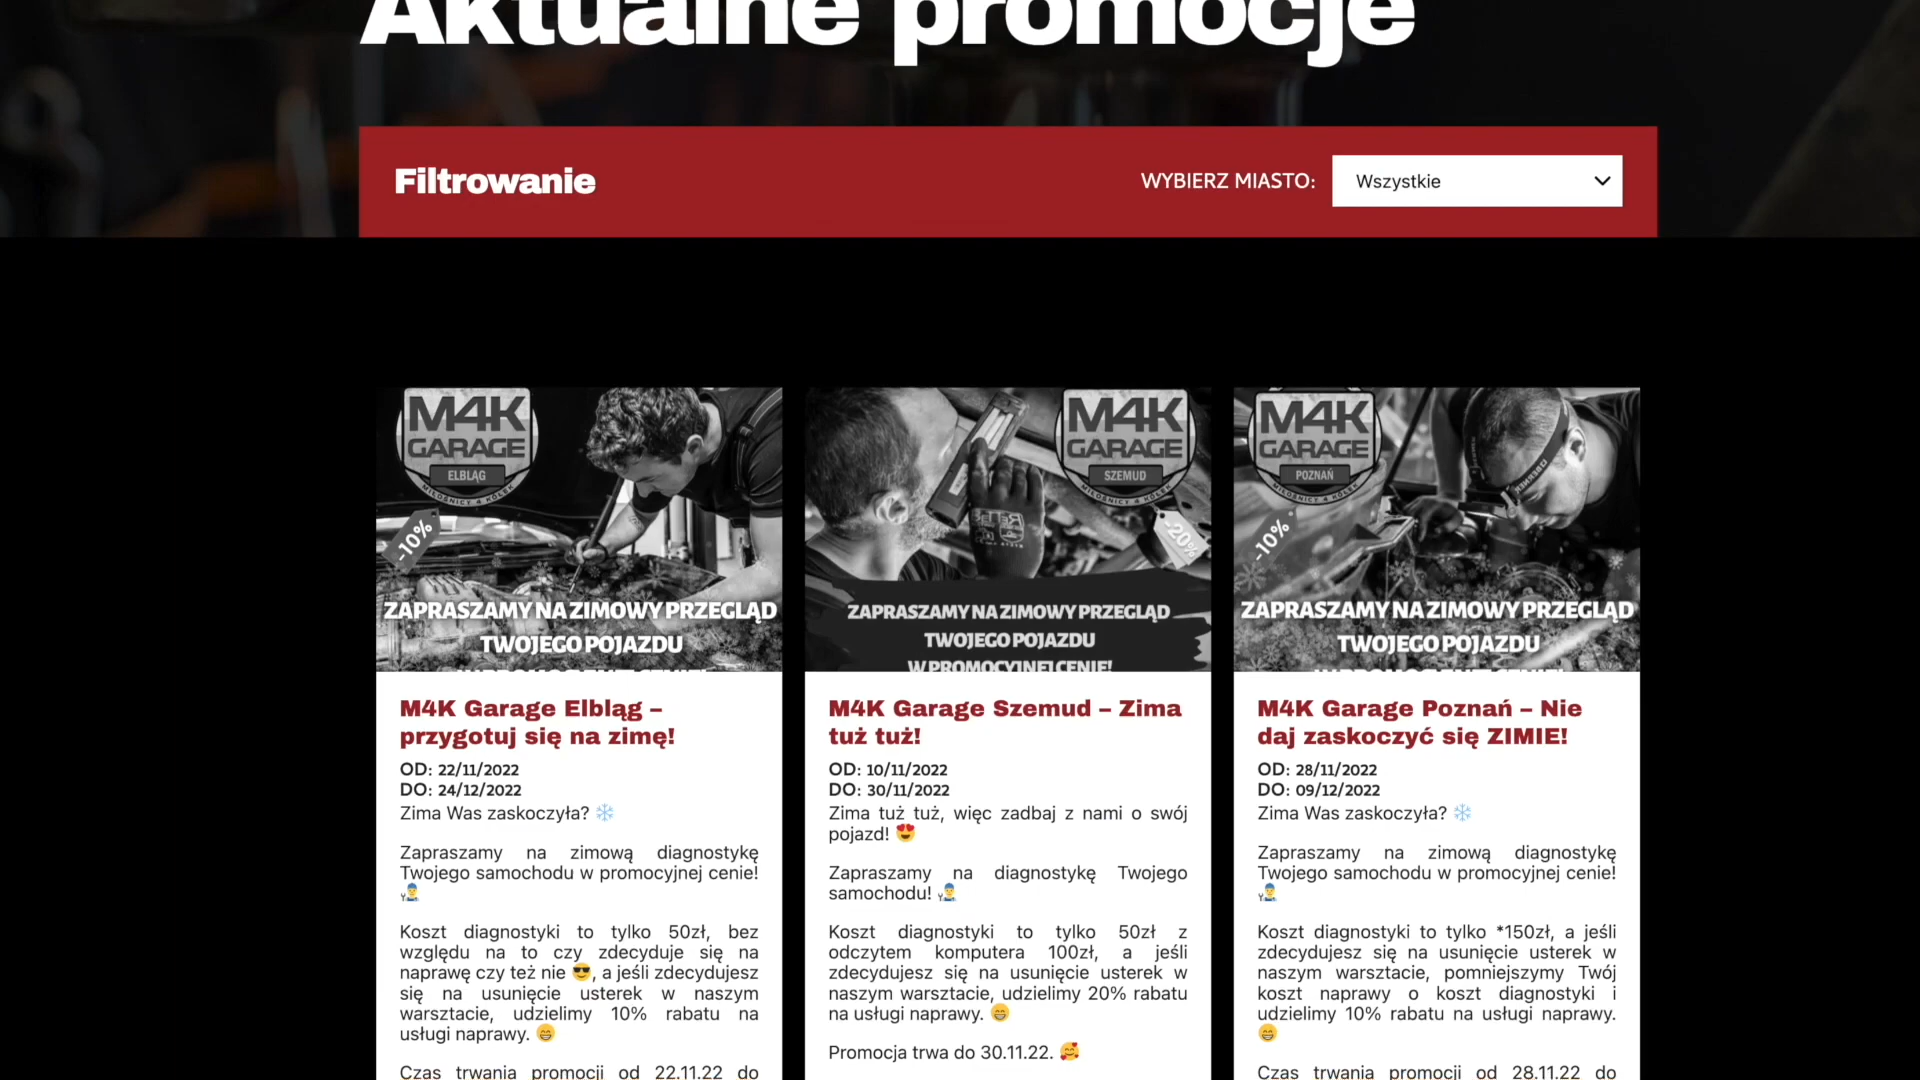 Aktualne promocje
Filtrowanie
WYBIERZ MIASTO:
Wszystkie
M4K
GARAGE
ELBLĄG
MIŁOŚNICY 4 KÓŁEK
-10%
ZAPRASZAMY NA ZIMOWY PRZEGLĄD
TWOJEGO POJAZDU
M4K Garage Elbląg –
przygotuj się na zimę!
OD: 22/11/2022
DO: 24/12/2022
Zima Was zaskoczyła? ❄️
Zapraszamy na zimową diagnostykę
Twojego samochodu w promocyjnej cenie!
👨‍🔧
Koszt diagnostyki to tylko 50zł, bez
względu na to czy zdecyduje się na
naprawę czy też nie 😎, a jeśli zdecydujesz
się na usunięcie usterek w naszym
warsztacie, udzielimy 10% rabatu na
usługi naprawy. 😁
Czas trwania promocji od 22.11.22 do
M4K
GARAGE
SZEMUD
MIŁOŚNICY 4 KÓŁEK
-20%
ZAPRASZAMY NA ZIMOWY PRZEGLĄD
TWOJEGO POJAZDU
W PROMOCYJNEJ CENIE!
M4K Garage Szemud – Zima
tuż tuż!
OD: 10/11/2022
DO: 30/11/2022
Zima tuż tuż, więc zadbaj z nami o swój
pojazd! 😍
Zapraszamy na diagnostykę Twojego
samochodu! 👨‍🔧
Koszt diagnostyki to tylko 50zł z
odczytem komputera 100zł, a jeśli
zdecydujesz się na usunięcie usterek w
naszym warsztacie, udzielimy 20% rabatu
na usługi naprawy. 😁
Promocja trwa do 30.11.22. 🥰
M4K
GARAGE
POZNAŃ
MIŁOŚNICY 4 KÓŁEK
-10%
ZAPRASZAMY NA ZIMOWY PRZEGLĄD
TWOJEGO POJAZDU
M4K Garage Poznań – Nie
daj zaskoczyć się ZIMIE!
OD: 28/11/2022
DO: 09/12/2022
Zima Was zaskoczyła? ❄️
Zapraszamy na zimową diagnostykę
Twojego samochodu w promocyjnej cenie!
👨‍🔧
Koszt diagnostyki to tylko *150zł, a jeśli
zdecydujesz się na usunięcie usterek w
naszym warsztacie, pomniejszymy Twój
koszt naprawy o koszt diagnostyki i
udzielimy 10% rabatu na usługi naprawy.
😁
Czas trwania promocji od 28.11.22 do